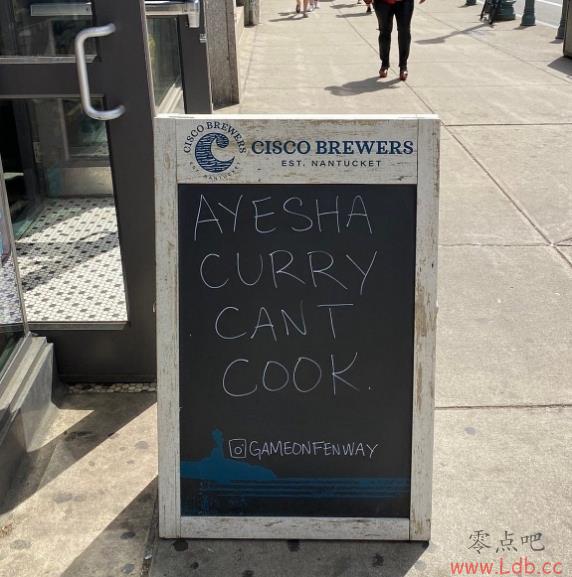 CISCO BREWERS
EST. NANTUCKET
CISCO BREWERS
EST. NANTUCKET
AYESHA
CURRY
CANT
COOK.
GAMEONFENWAY
零点吧
www.Ldb.cc